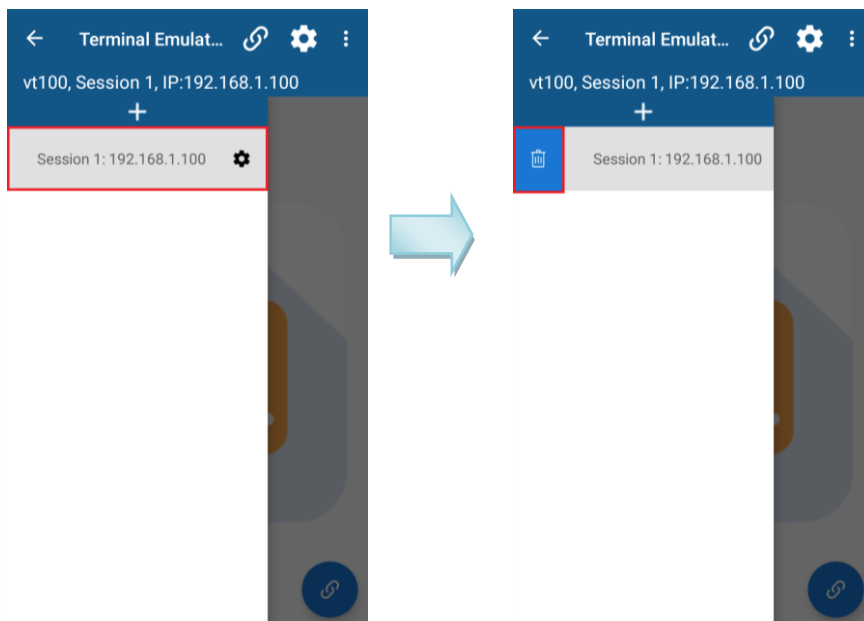 Terminal Emulat...
vt100, Session 1, IP:192.168.1.100
Session 1: 192.168.1.100
Terminal Emulat...
vt100, Session 1, IP:192.168.1.100
Session 1: 192.168.1.100